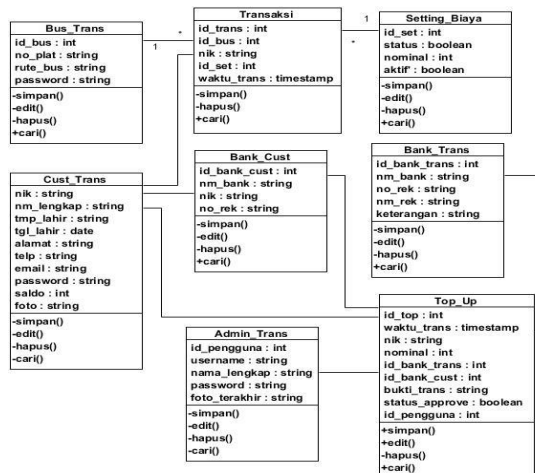 Bus_Trans
id_bus : int
no_plat : string
rute_bus : string
password : string
-simpan()
-edit()
-hapus()
+cari()
1
*
Transaksi
id_trans : int
id_bus : int
nik : string
id_set : int
waktu_trans : timestamp
-simpan()
-hapus()
+cari()
1
*
Setting_Biaya
id_set : int
status : boolean
nominal : int
aktif' : boolean
-simpan()
-edit()
-hapus()
+cari()
Cust_Trans
nik : string
nm_lengkap : string
tmp_lahir : string
tgl_lahir : date
alamat : string
telp : string
email : string
password : string
saldo : int
foto : string
-simpan()
-edit()
-hapus()
-cari()
Bank_Cust
id_bank_cust : int
nm_bank : string
nik : string
no_rek : string
-simpan()
-edit()
-hapus()
+cari()
Bank_Trans
id_bank_trans : int
nm_bank : string
no_rek : string
nm_rek : string
keterangan : string
-simpan()
-edit()
-hapus()
+cari()
Admin_Trans
id_pengguna : int
username : string
nama_lengkap : string
password : string
foto_terakhir : string
-simpan()
-edit()
-hapus()
-cari()
Top_Up
id_top : int
waktu_trans : timestamp
nik : string
nominal : int
id_bank_trans : int
id_bank_cust : int
bukti_trans : string
status_approve : boolean
id_pengguna : int
+simpan()
+edit()
-hapus()
+cari()